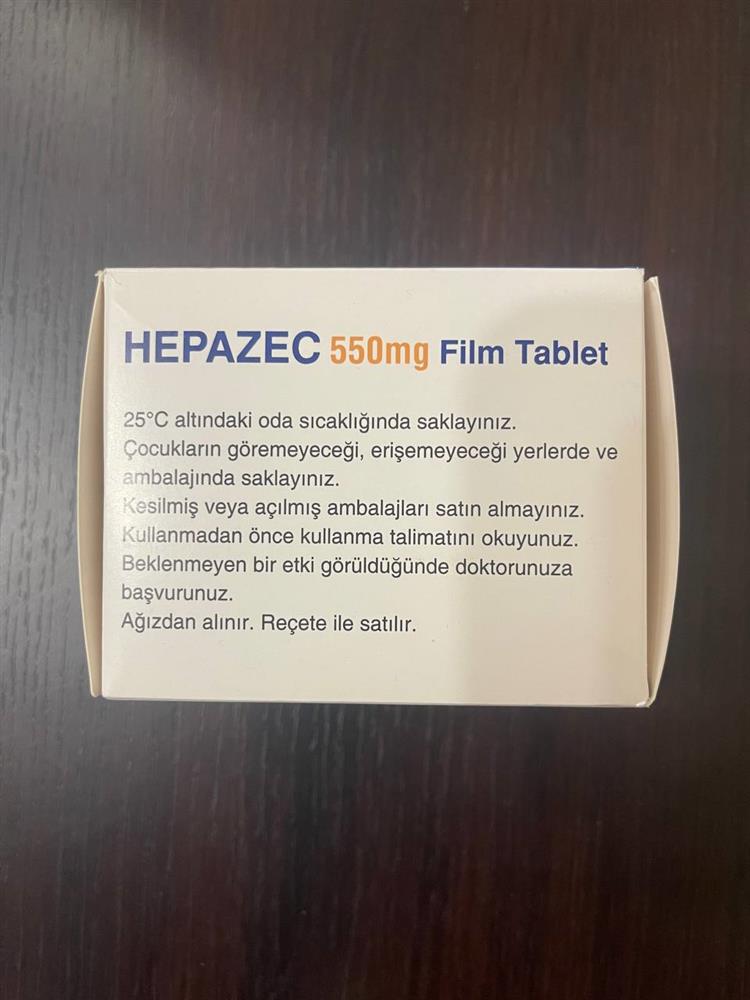 HEPAZEC 550mg Film Tablet
25°C altındaki oda sıcaklığında saklayınız.
Çocukların göremeyeceği, erişemeyeceği yerlerde ve
ambalajında saklayınız.
Kesilmiş veya açılmış ambalajları satın almayınız.
Kullanmadan önce kullanma talimatını okuyunuz.
Beklenmeyen bir etki görüldüğünde doktorunuza
başvurunuz.
Ağızdan alınır. Reçete ile satılır.